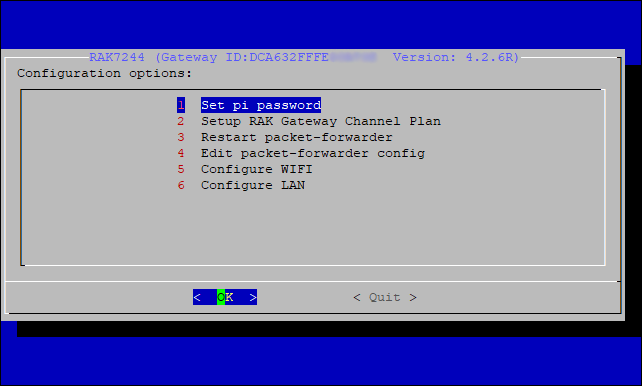 RAK7244 (Gateway ID:DCA632FFFE Version: 4.2.6R)
Configuration options:
1 Set pi password
2 Setup RAK Gateway Channel Plan
3 Restart packet-forwarder
4 Edit packet-forwarder config
5 Configure WIFI
6 Configure LAN
< OK > < Quit >